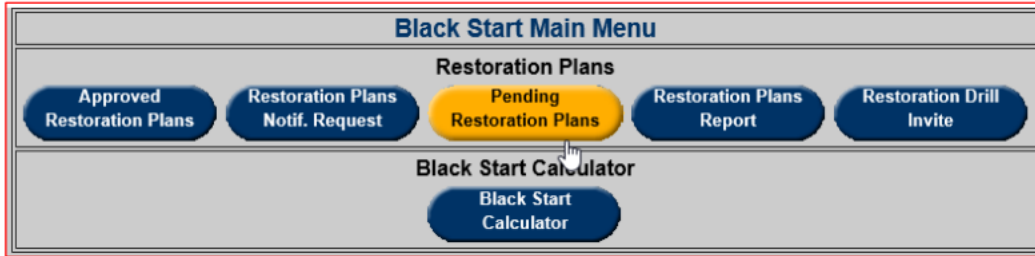 Black Start Main Menu
Restoration Plans
Approved
Restoration Plans
Restoration Plans
Notif. Request
Pending
Restoration Plans
Restoration Plans
Report
Restoration Drill
Invite
Black Start Calculator
Black Start
Calculator